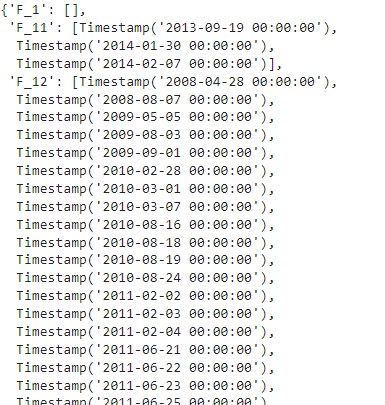 {'F_1': [],
'F_11': [Timestamp('2013-09-19 00:00:00'),
Timestamp('2014-01-30 00:00:00'),
Timestamp('2014-02-07 00:00:00')],
'F_12': [Timestamp('2008-04-28 00:00:00'),
Timestamp('2008-08-07 00:00:00'),
Timestamp('2009-05-05 00:00:00'),
Timestamp('2009-08-03 00:00:00'),
Timestamp('2009-09-01 00:00:00'),
Timestamp('2010-02-28 00:00:00'),
Timestamp('2010-03-01 00:00:00'),
Timestamp('2010-03-07 00:00:00'),
Timestamp('2010-08-16 00:00:00'),
Timestamp('2010-08-18 00:00:00'),
Timestamp('2010-08-19 00:00:00'),
Timestamp('2010-08-24 00:00:00'),
Timestamp('2011-02-02 00:00:00'),
Timestamp('2011-02-03 00:00:00'),
Timestamp('2011-02-04 00:00:00'),
Timestamp('2011-06-21 00:00:00'),
Timestamp('2011-06-22 00:00:00'),
Timestamp('2011-06-23 00:00:00'),
Timestamp('2011-06-25 00:00:00'),